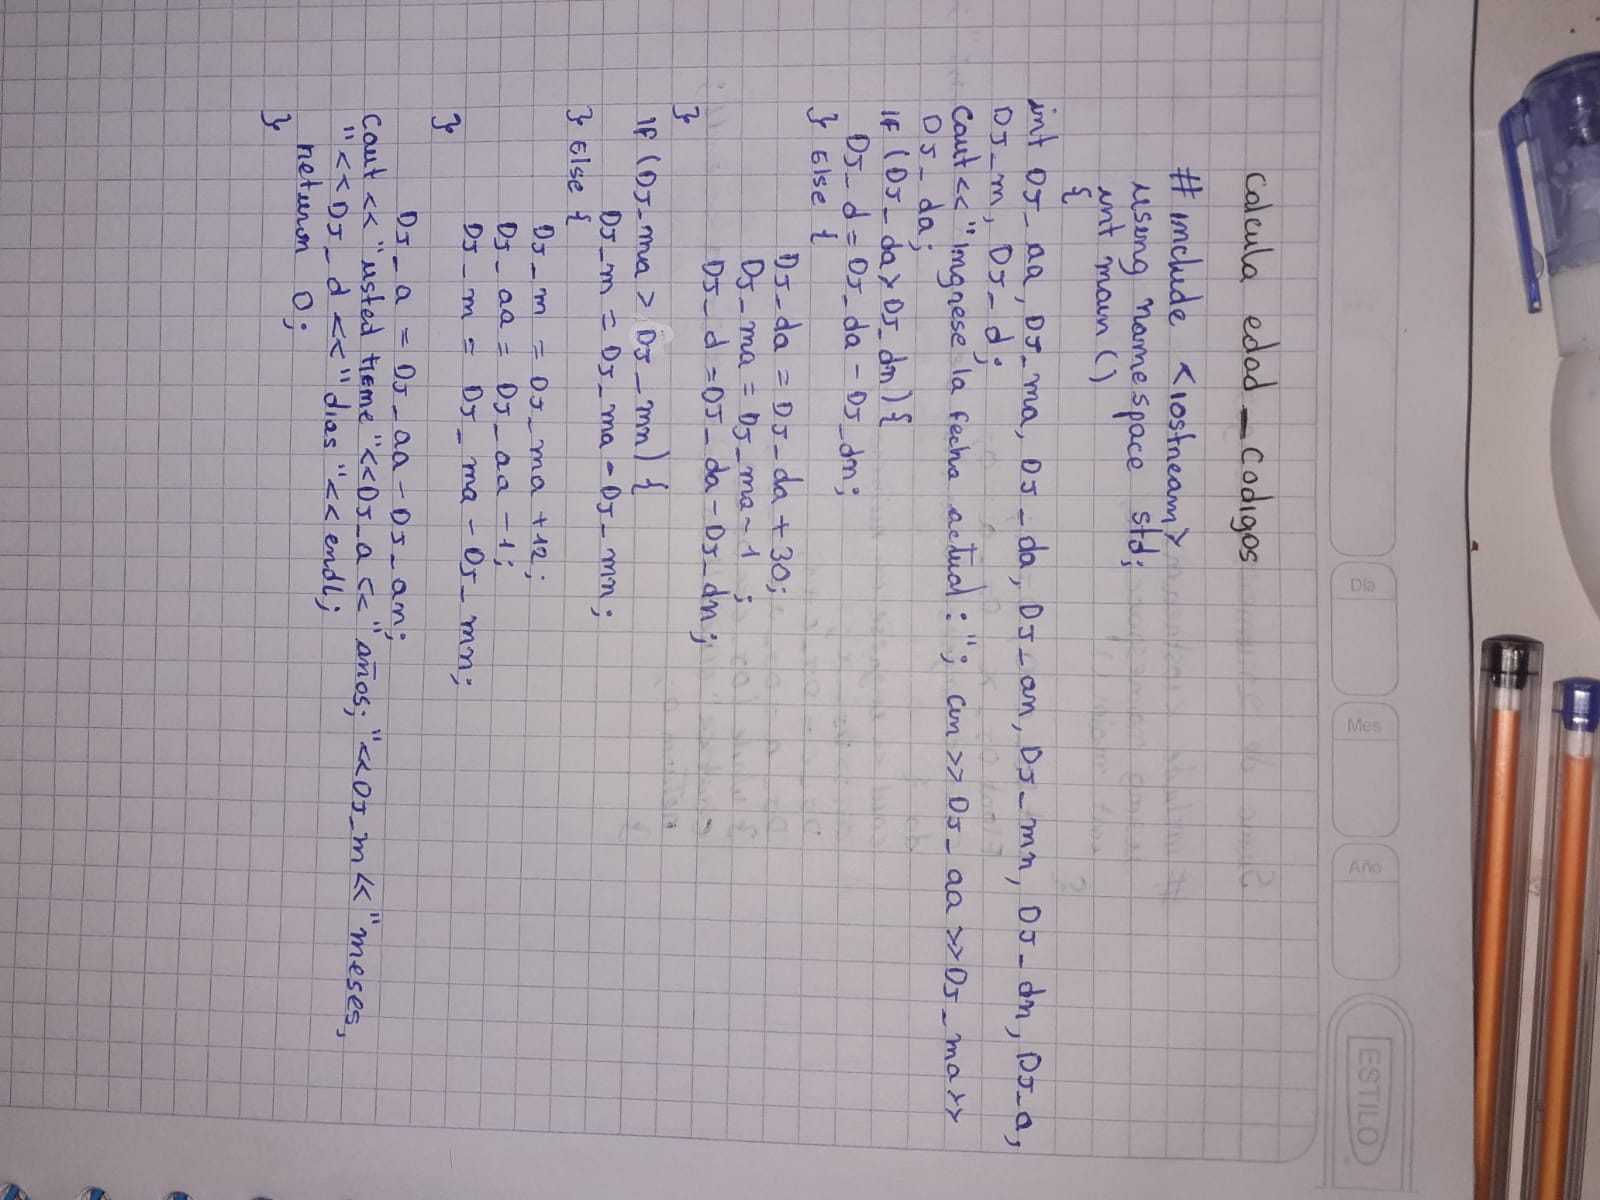 Día
Mes
Año
ESTILO
Calcula edad - Codigos
# include <iostream>
using namespace std;
int main ()
{
int DJ_aa, DJ_ma, DJ_da, DJ_an, DJ_mn, DJ_dn, DJ_a,
DJ_m, DJ_d;
cout << "Ingrese la fecha actual : "; cin >> DJ_aa >> DJ_ma >>
DJ_da;
if (DJ_da > DJ_dn) {
DJ_d = DJ_da - DJ_dn;
} Else {
DJ_da = DJ_da + 30;
DJ_ma = DJ_ma - 1 ;
DJ_d = DJ_da - DJ_dn;
}
if (DJ_ma > DJ_mn) {
DJ_m = DJ_ma - DJ_mn;
} Else {
DJ_m = DJ_ma + 12;
DJ_aa = DJ_aa - 1;
DJ_m = DJ_ma - DJ_mn;
}
DJ_a = DJ_aa - DJ_an;
cout << "usted tieme "<< DJ_a << " años; "<< DJ_m << "meses,
"<< DJ_d << " dias "<< endl;
return 0;
}